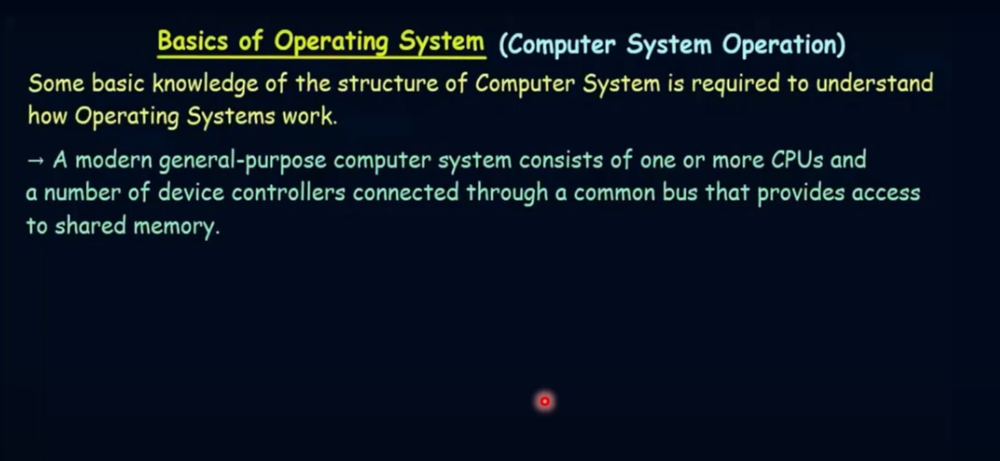 Basics of Operating System (Computer System Operation)
Some basic knowledge of the structure of Computer System is required to understand
how Operating Systems work.
→ A modern general-purpose computer system consists of one or more CPUs and
a number of device controllers connected through a common bus that provides access
to shared memory.